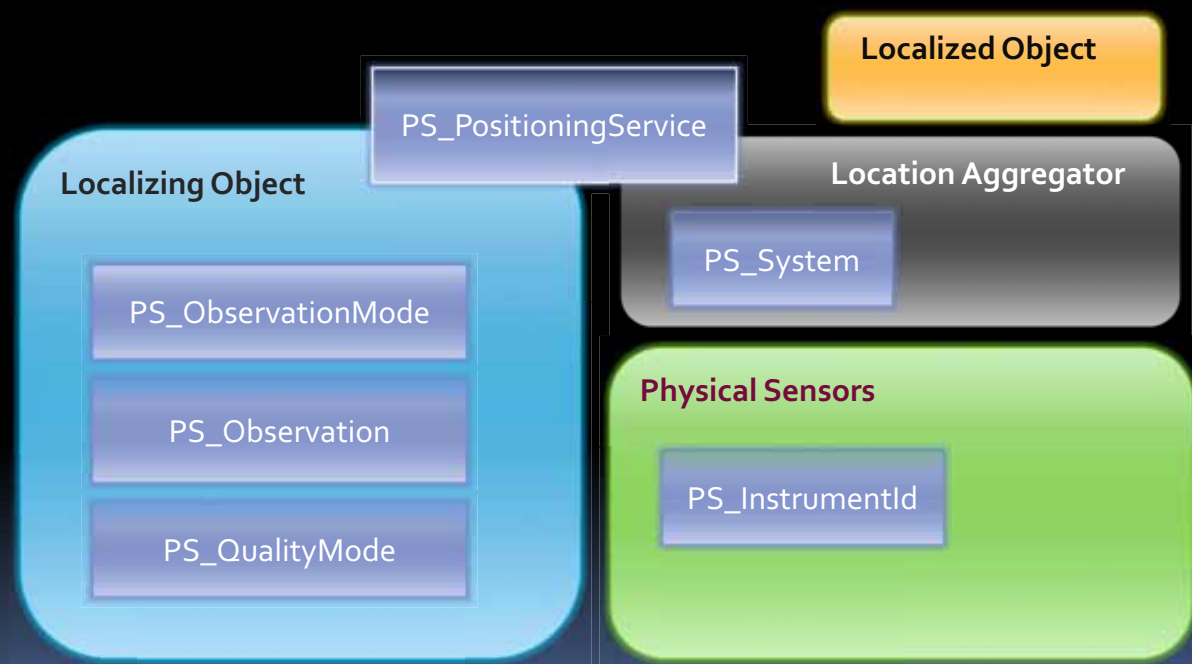 Localized Object
PS_PositioningService
Localizing Object
Location Aggregator
PS_System
PS_ObservationMode
PS_Observation
PS_QualityMode
Physical Sensors
PS_InstrumentId